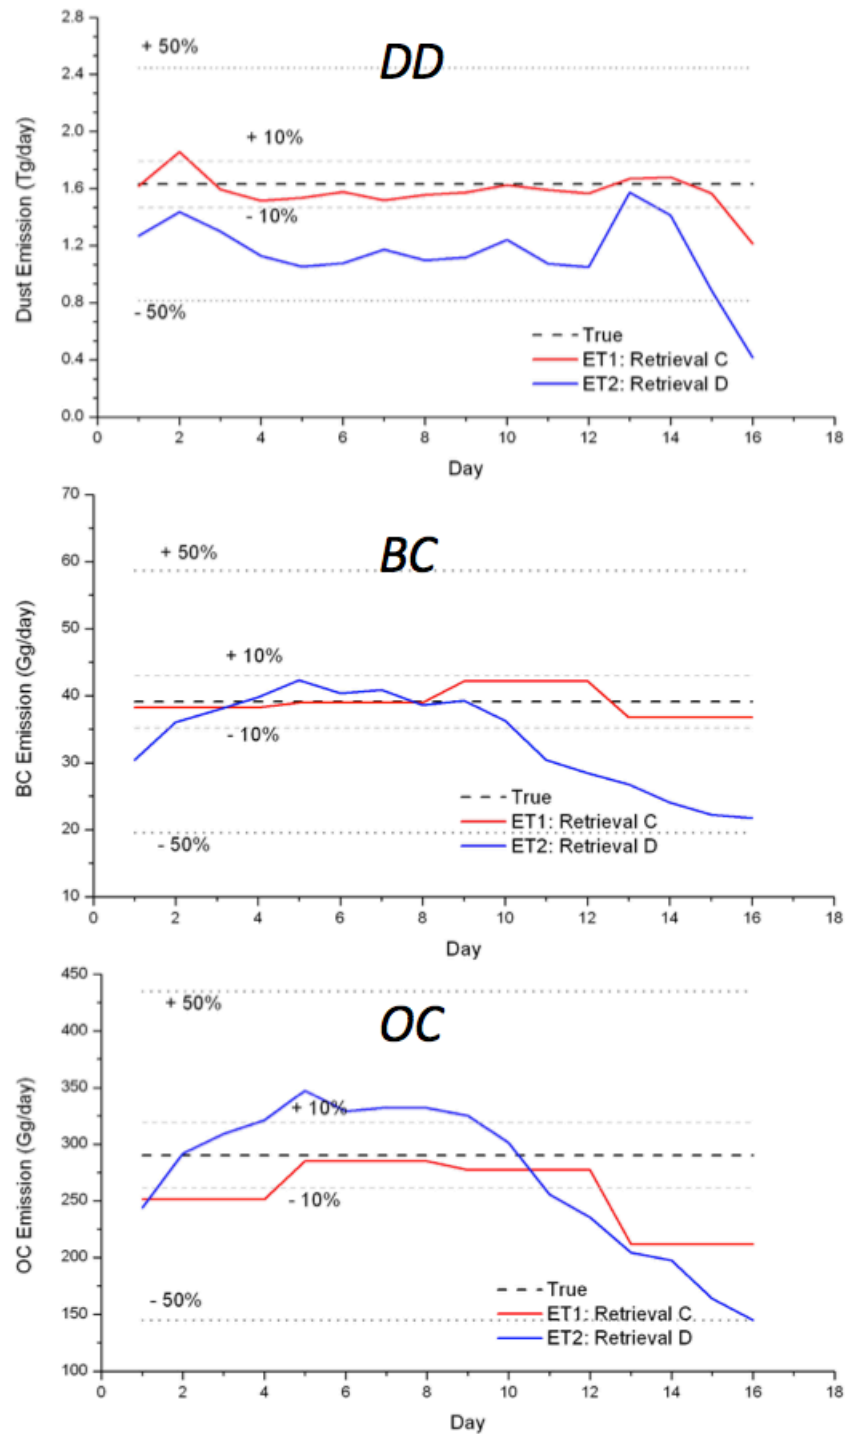 DD
Dust Emission (Tg/day)
2.8
2.4
2.0
1.6
1.2
0.8
0.4
0.0
+ 50%
+ 10%
- 10%
- 50%
True
ET1: Retrieval C
ET2: Retrieval D
0 2 4 6 8 10 12 14 16 18
Day
BC
BC Emission (Gg/day)
70
60
50
40
30
20
10
+ 50%
+ 10%
- 10%
- 50%
True
ET1: Retrieval C
ET2: Retrieval D
0 2 4 6 8 10 12 14 16 18
Day
OC
OC Emission (Gg/day)
450
400
350
300
250
200
150
100
+ 50%
+ 10%
- 10%
- 50%
True
ET1: Retrieval C
ET2: Retrieval D
0 2 4 6 8 10 12 14 16 18
Day